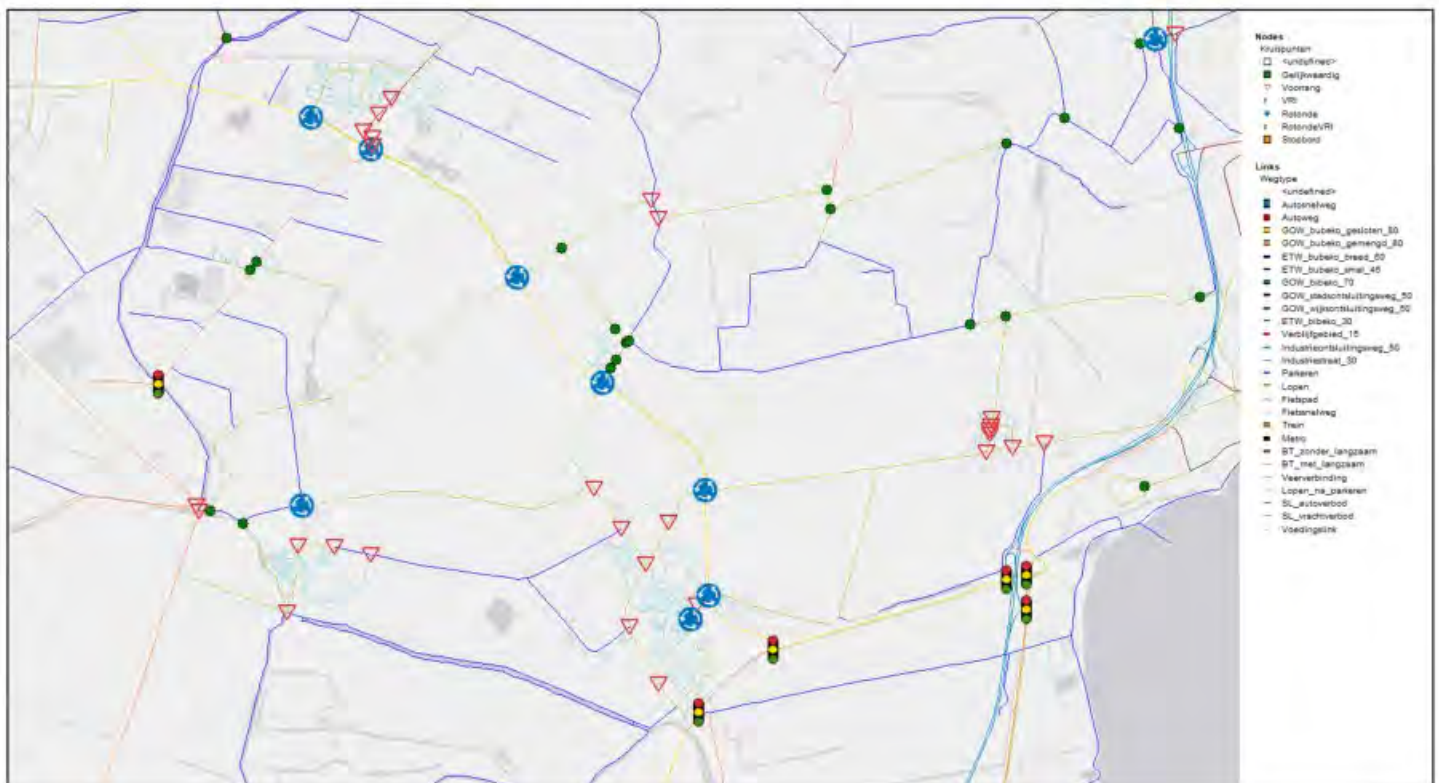 Nodes
Kruispunten
<undefined>
Gelijkwaardig
Voorrang
VRI
Rotonde
RotondeVRI
Stopbord
Links
Wegtype
<undefined>
Autosnelweg
Autoweg
GOW_bubeko_gesloten_80
GOW_bubeko_gemengd_80
ETW_bubeko_breed_60
ETW_bubeko_smal_45
GOW_bibeko_70
GOW_stadsontsluitingsweg_50
GOW_wijkontsluitingsweg_50
ETW_bibeko_30
Verblijfgebied_15
Industrieontsluitingsweg_50
Industriestraat_30
Parkeren
Lopen
Fietspad
Fietssnelweg
Trein
Metro
BT_zonder_langzaam
BT_met_langzaam
Veerverbinding
Lopen_na_parkeren
SL_autoverbod
SL_vrachtverbod
Voedingslink